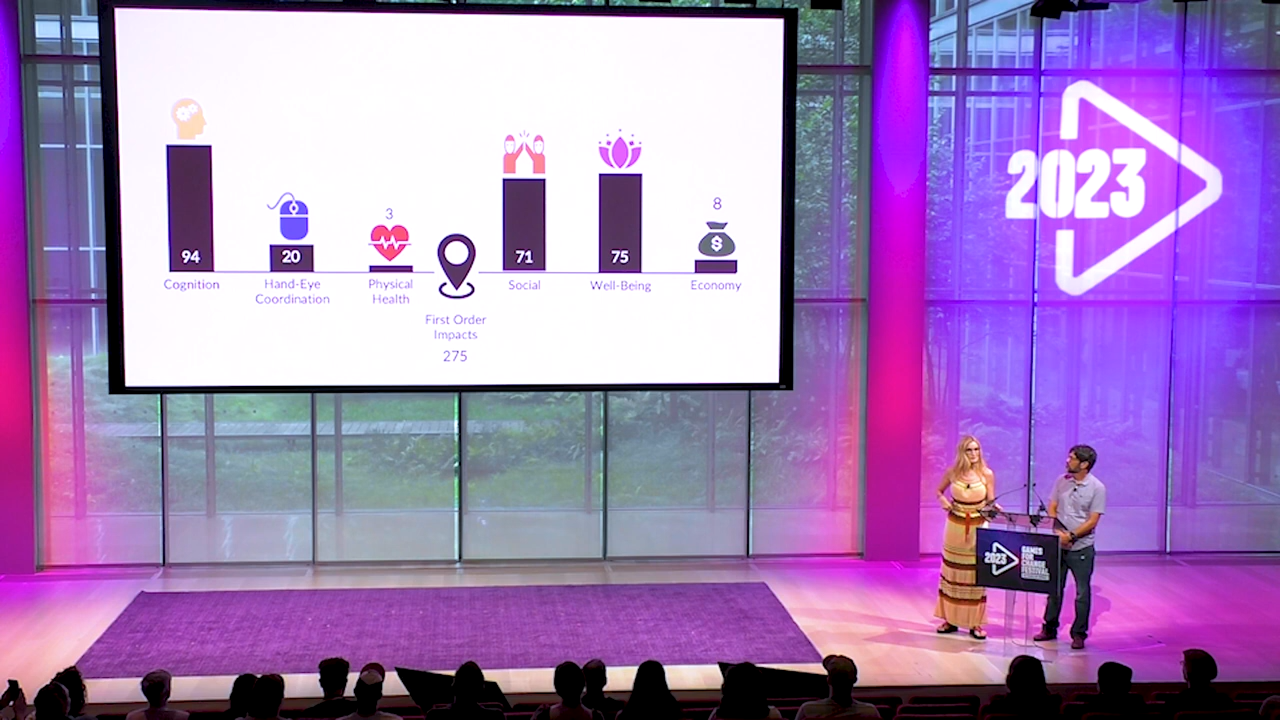 3
8
94
20
71
75
Cognition
Hand-Eye
Coordination
Physical
Health
Social
Well-Being
Economy
First Order
Impacts
275
2023
2023
GAMES
FOR
CHANGE
FESTIVAL